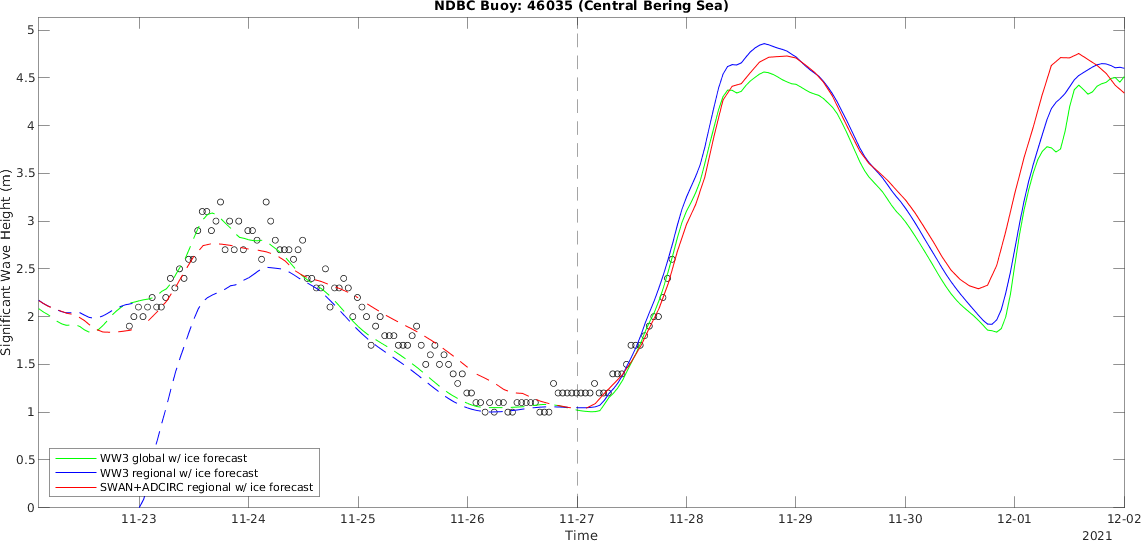 NDBC Buoy: 46035 (Central Bering Sea)
5
4.5
4
3.5
3
2.5
2
1.5
1
0.5
0
Significant Wave Height (m)
WW3 global w/ ice forecast
WW3 regional w/ ice forecast
SWAN+ADCIRC regional w/ ice forecast
11-23 11-24 11-25 11-26 11-27 11-28 11-29 11-30 12-01 12-02
Time
2021